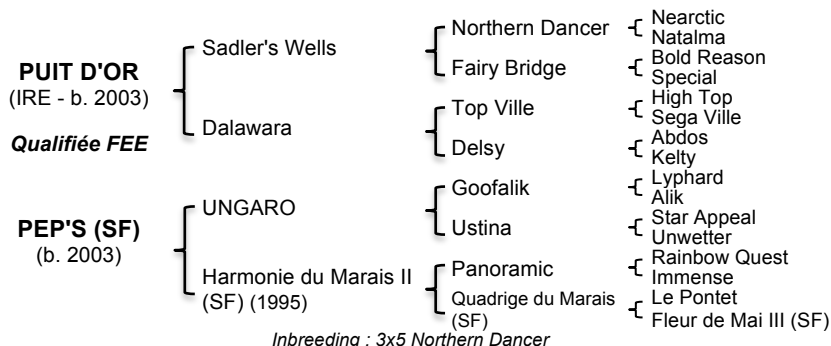 PUIT D'OR
(IRE - b. 2003)
Qualifiée FEE
Sadler's Wells
Dalawara
Northern Dancer
Fairy Bridge
Top Ville
Delsy
Nearctic
Natalma
Bold Reason
Special
High Top
Sega Ville
Abdos
Kelty
PEP'S (SF)
(b. 2003)
UNGARO
Harmonie du Marais II
(SF) (1995)
Goofalik
Ustina
Panoramic
Quadrige du Marais
(SF)
Lyphard
Alik
Star Appeal
Unwetter
Rainbow Quest
Immense
Le Pontet
Fleur de Mai III (SF)
Inbreeding : 3x5 Northern Dancer